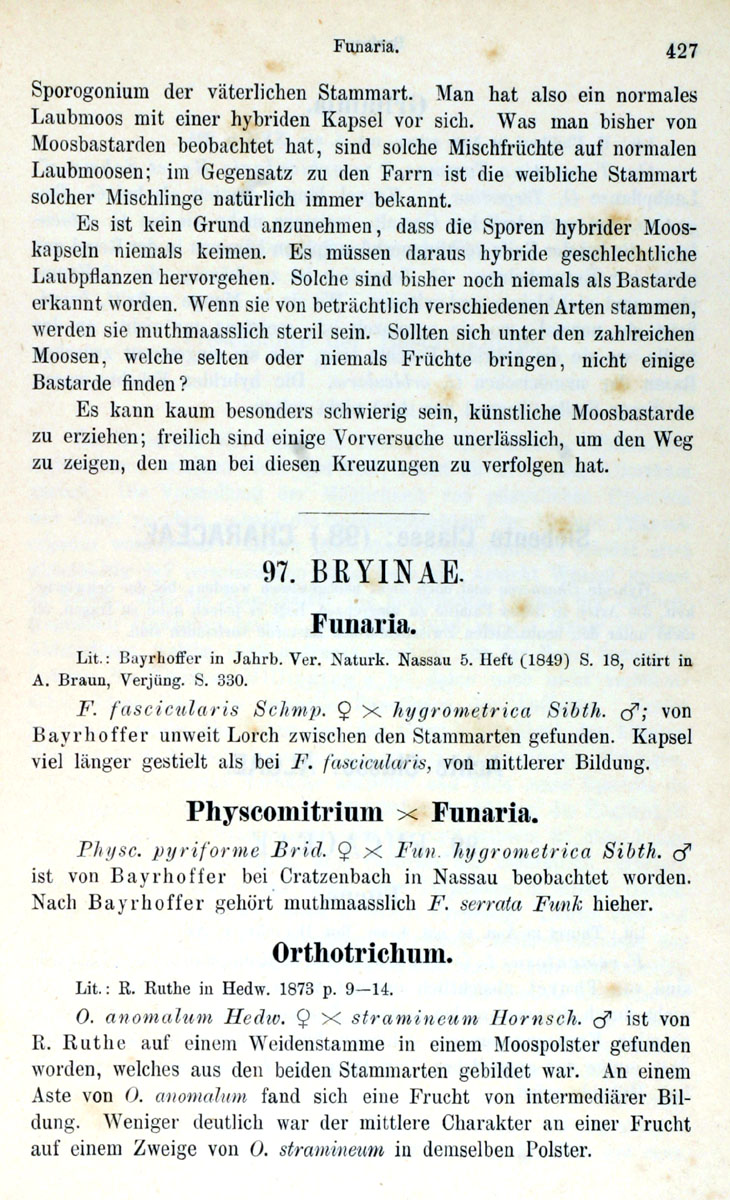 Funaria. 427
Sporogonium der väterlichen Stammart. Man hat also ein normales
Laubmoos mit einer hybriden Kapsel vor sich. Was man bisher von
Moosbastarden beobachtet hat, sind solche Mischfrüchte auf normalen
Laubmoosen; im Gegensatz zu den Farrn ist die weibliche Stammart
solcher Mischlinge natürlich immer bekannt.
Es ist kein Grund anzunehmen, dass die Sporen hybrider Moos-
kapseln niemals keimen. Es müssen daraus hybride geschlechtliche
Laubpflanzen hervorgehen. Solche sind bisher noch niemals als Bastarde
erkannt worden. Wenn sie von beträchtlich verschiedenen Arten stammen,
werden sie muthmaasslich steril sein. Sollten sich unter den zahlreichen
Moosen, welche selten oder niemals Früchte bringen, nicht einige
Bastarde finden?
Es kann kaum besonders schwierig sein, künstliche Moosbastarde
zu erziehen; freilich sind einige Vorversuche unerlässlich, um den Weg
zu zeigen, den man bei diesen Kreuzungen zu verfolgen hat.
97. BRYINAE.
Funaria.
Lit.: Bayrhoffer in Jahrb. Ver. Naturk. Nassau 5. Heft (1849) S. 18, citirt in
A. Braun, Verjüng. S. 330.
F. fascicularis Schmp. ♀ × hygrometrica Sibth. ♂; von
Bayrhoffer unweit Lorch zwischen den Stammarten gefunden. Kapsel
viel länger gestielt als bei F. fascicularis, von mittlerer Bildung.
Physcomitrium × Funaria.
Physc. pyriforme Brid. ♀ × Fun. hygrometrica Sibth. ♂
ist von Bayrhoffer bei Cratzenbach in Nassau beobachtet worden.
Nach Bayrhoffer gehört muthmaasslich F. serrata Funk hieher.
Orthotrichum.
Lit.: R. Ruthe in Hedw. 1873 p. 9—14.
O. anomalum Hedw. ♀ × stramineum Hornsch. ♂ ist von
R. Ruthe auf einem Weidenstamme in einem Moospolster gefunden
worden, welches aus den beiden Stammarten gebildet war. An einem
Aste von O. anomalum fand sich eine Frucht von intermediärer Bil-
dung. Weniger deutlich war der mittlere Charakter an einer Frucht
auf einem Zweige von O. stramineum in demselben Polster.